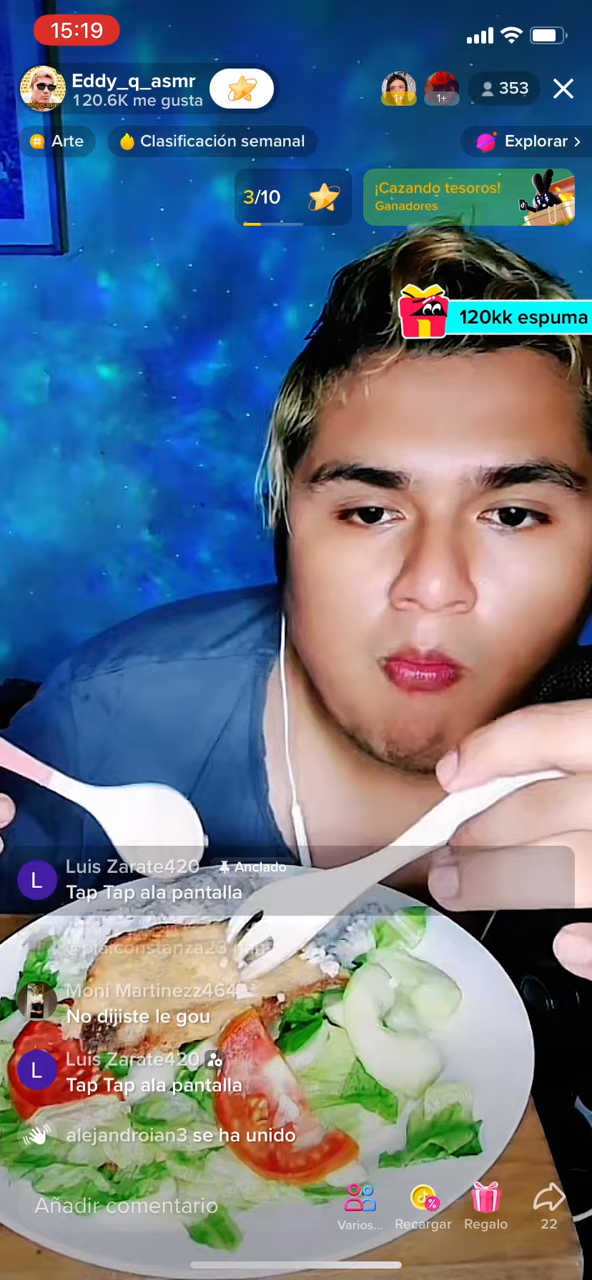 15:19
Eddy_q_asmr
120.6K me gusta
1+
1+
353
Arte
Clasificación semanal
Explorar >
3/10
¡Cazando tesoros!
Ganadores
120kk espuma
L
Luis Zarate420 Anclado
Tap Tap ala pantalla
Moni Martinezz464
No dijiste le gou
L
Luis Zarate420
Tap Tap ala pantalla
alejandroian3 se ha unido
Añadir comentario
Varios...
Recargar
Regalo
22